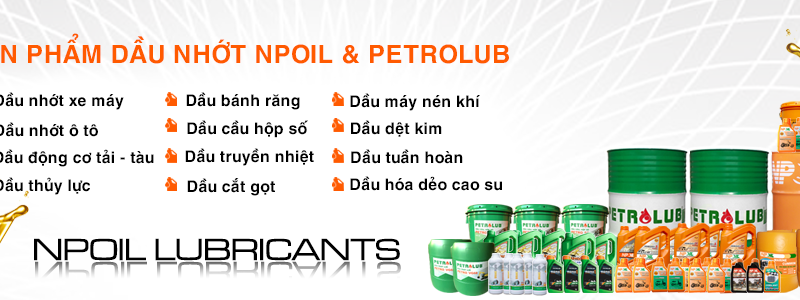 N PHẨM DẦU NHỚT NPOIL & PETROLUB
Dầu nhớt xe máy
Dầu bánh răng
Dầu máy nén khí
Dầu nhớt ô tô
Dầu cầu hộp số
Dầu dệt kim
Dầu động cơ tải - tàu
Dầu truyền nhiệt
Dầu tuần hoàn
Dầu thủy lực
Dầu cắt gọt
Dầu hóa dẻo cao su
NPOIL LUBRICANTS
PETROLUB
PETROLUB
PETROLUB
NP